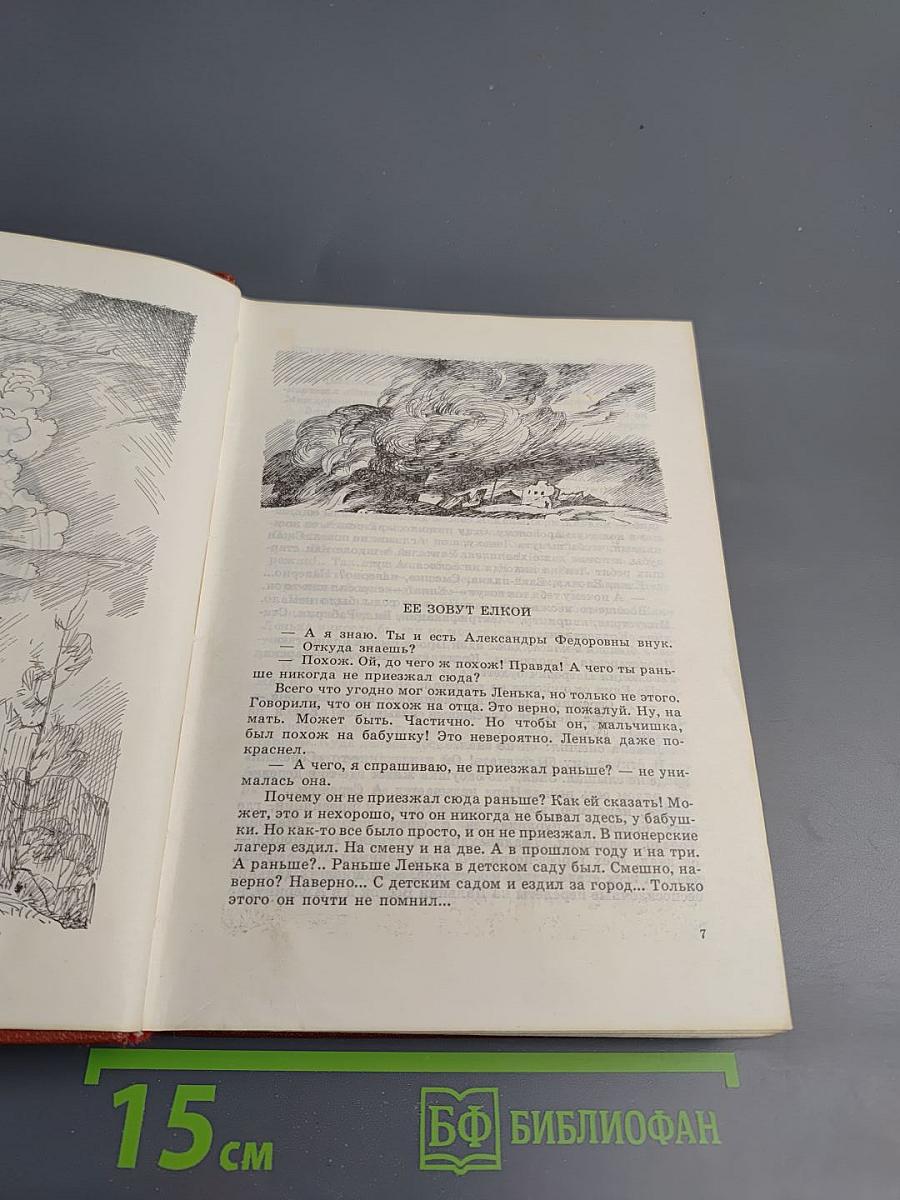 ЕЕ ЗОВУТ ЕЛКОЙ
— А я знаю. Ты и есть Александры Федоровны внук.
— Откуда знаешь?
— Похож. Ой, до чего ж похож! Правда! А чего ты рань-
ше никогда не приезжал сюда?
Всего что угодно мог ожидать Ленька, но только не этого.
Говорили, что он похож на отца. Это верно, пожалуй. Ну, на
мать. Может быть. Частично. Но чтобы он, мальчишка,
был похож на бабушку! Это невероятно. Ленька даже по-
краснел.
— А чего, я спрашиваю, не приезжал раньше? — не уни-
малась она.
Почему он не приезжал сюда раньше? Как ей сказать! Мо-
жет, это и нехорошо, что он никогда не бывал здесь, у бабуш-
ки. Но как-то все было просто, и он не приезжал. В пионерские
лагеря ездил. На смену и на две. А в прошлом году и на три.
А раньше?.. Раньше Ленька в детском саду был. Смешно, на-
верно? Наверно... С детским садом и ездил за город... Только
этого он почти не помнил...
7
15 см
БФ БИБЛИОФАН